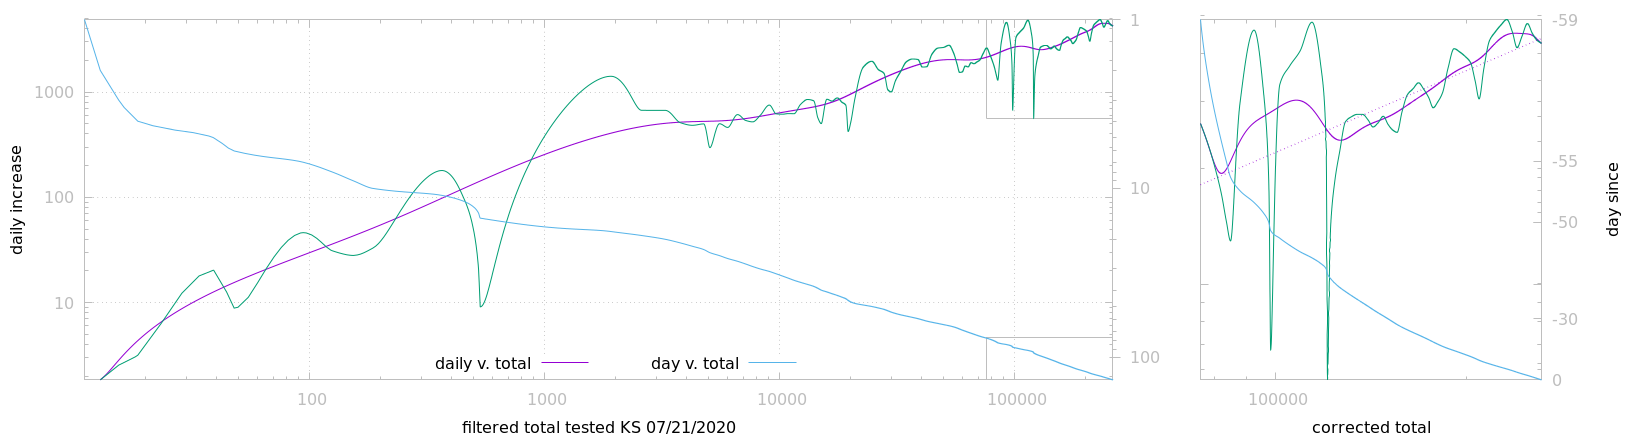 1000
100
10
daily increase
1
10
100
daily v. total
day v. total
100
1000
10000
100000
filtered total tested KS 07/21/2020
-59
-55
-50
-30
0
day since
100000
corrected total